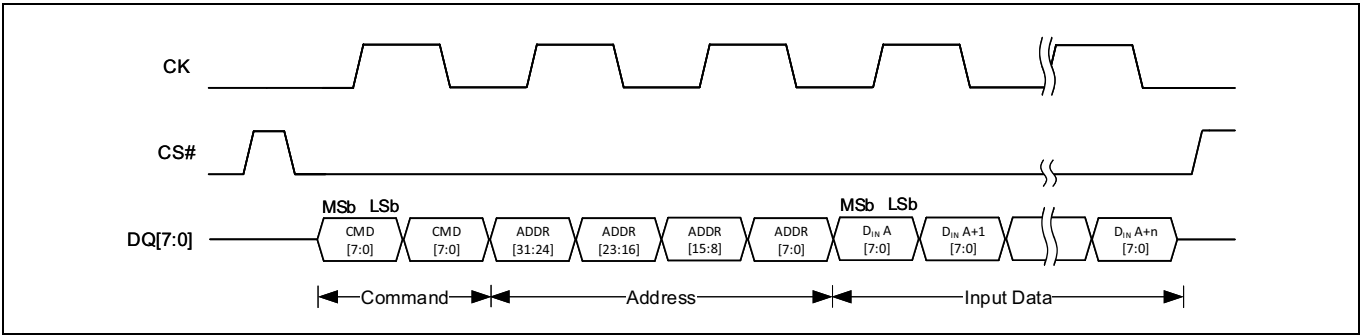 CK
CS#
MSb LSb MSb LSb
DQ[7:0]
CMD
[7:0]
CMD
[7:0]
ADDR
[31:24]
ADDR
[23:16]
ADDR
[15:8]
ADDR
[7:0]
DIN A
[7:0]
DIN A+1
[7:0]
DIN A+n
[7:0]
Command
Address
Input Data